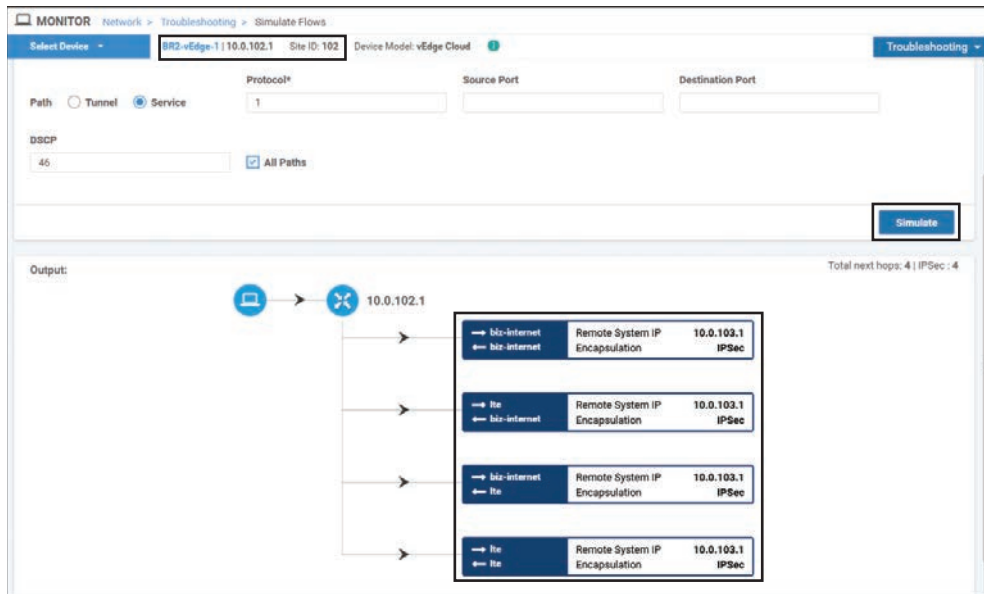 MONITOR Network > Troubleshooting > Simulate Flows
Select Device BR2-vEdge-1 | 10.0.102.1 Site ID: 102 Device Model: vEdge Cloud Troubleshooting
Protocol* Source Port Destination Port
Path Tunnel Service 1
DSCP
46 All Paths
Simulate
Output: Total next hops: 4 | IPSec : 4
10.0.102.1
→ biz-internet Remote System IP 10.0.103.1
← biz-internet Encapsulation IPSec
→ lte Remote System IP 10.0.103.1
← biz-internet Encapsulation IPSec
→ biz-internet Remote System IP 10.0.103.1
← lte Encapsulation IPSec
→ lte Remote System IP 10.0.103.1
← lte Encapsulation IPSec